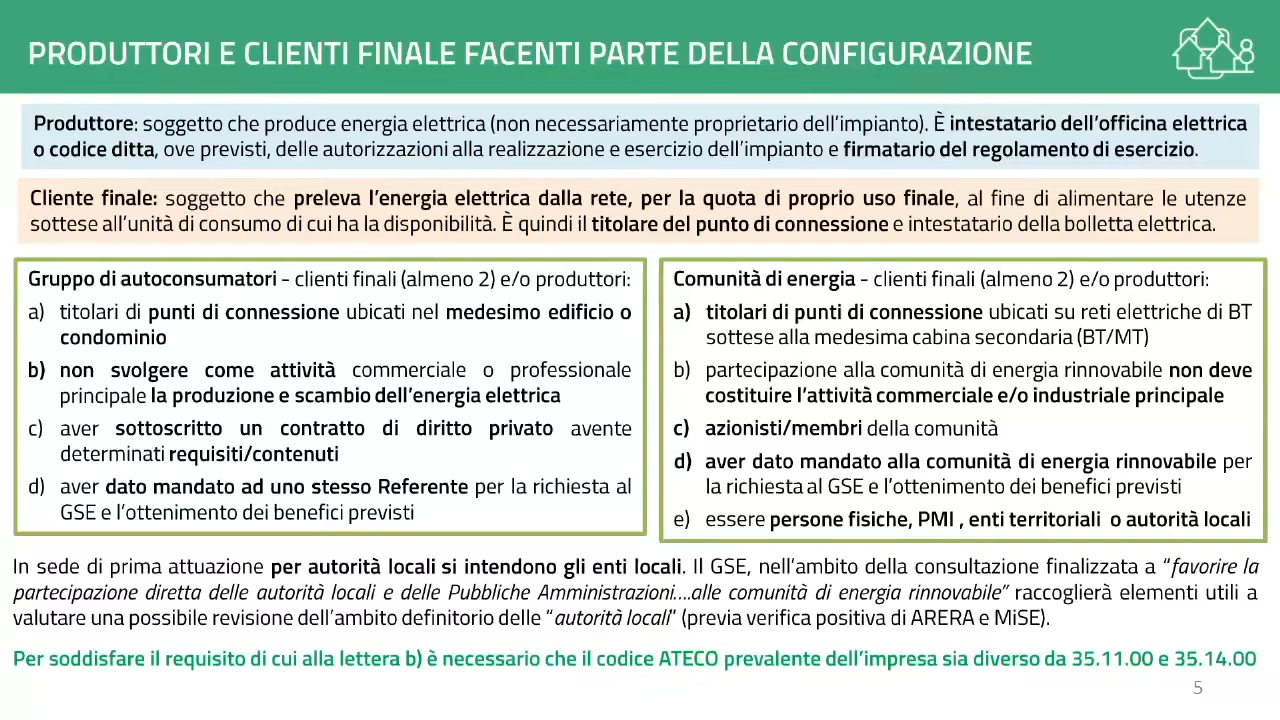 PRODUTTORI E CLIENTI FINALE FACENTI PARTE DELLA CONFIGURAZIONE
Produttore: soggetto che produce energia elettrica (non necessariamente proprietario dell'impianto). È intestatario dell'officina elettrica
o codice ditta, ove previsti, delle autorizzazioni alla realizzazione e esercizio dell'impianto e firmatario del regolamento di esercizio.
Cliente finale: soggetto che preleva l'energia elettrica dalla rete, per la quota di proprio uso finale, al fine di alimentare le utenze
sottese all'unità di consumo di cui ha la disponibilità. È quindi il titolare del punto di connessione e intestatario della bolletta elettrica.
Gruppo di autoconsumatori - clienti finali (almeno 2) e/o produttori:
a) titolari di punti di connessione ubicati nel medesimo edificio o
condominio
b) non svolgere come attività commerciale o professionale
principale la produzione e scambio dell'energia elettrica
c) aver sottoscritto un contratto di diritto privato avente
determinati requisiti/contenuti
d) aver dato mandato ad uno stesso Referente per la richiesta al
GSE e l'ottenimento dei benefici previsti
Comunità di energia - clienti finali (almeno 2) e/o produttori:
a) titolari di punti di connessione ubicati su reti elettriche di BT
sottese alla medesima cabina secondaria (BT/MT)
b) partecipazione alla comunità di energia rinnovabile non deve
costituire l'attività commerciale e/o industriale principale
c) azionisti/membri della comunità
d) aver dato mandato alla comunità di energia rinnovabile per
la richiesta al GSE e l'ottenimento dei benefici previsti
e) essere persone fisiche, PMI , enti territoriali o autorità locali
In sede di prima attuazione per autorità locali si intendono gli enti locali. Il GSE, nell'ambito della consultazione finalizzata a "favorire la
partecipazione diretta delle autorità locali e delle Pubbliche Amministrazioni....alle comunità di energia rinnovabile" raccoglierà elementi utili a
valutare una possibile revisione dell'ambito definitorio delle "autorità locali" (previa verifica positiva di ARERA e MiSE).
Per soddisfare il requisito di cui alla lettera b) è necessario che il codice ATECO prevalente dell'impresa sia diverso da 35.11.00 e 35.14.00
5